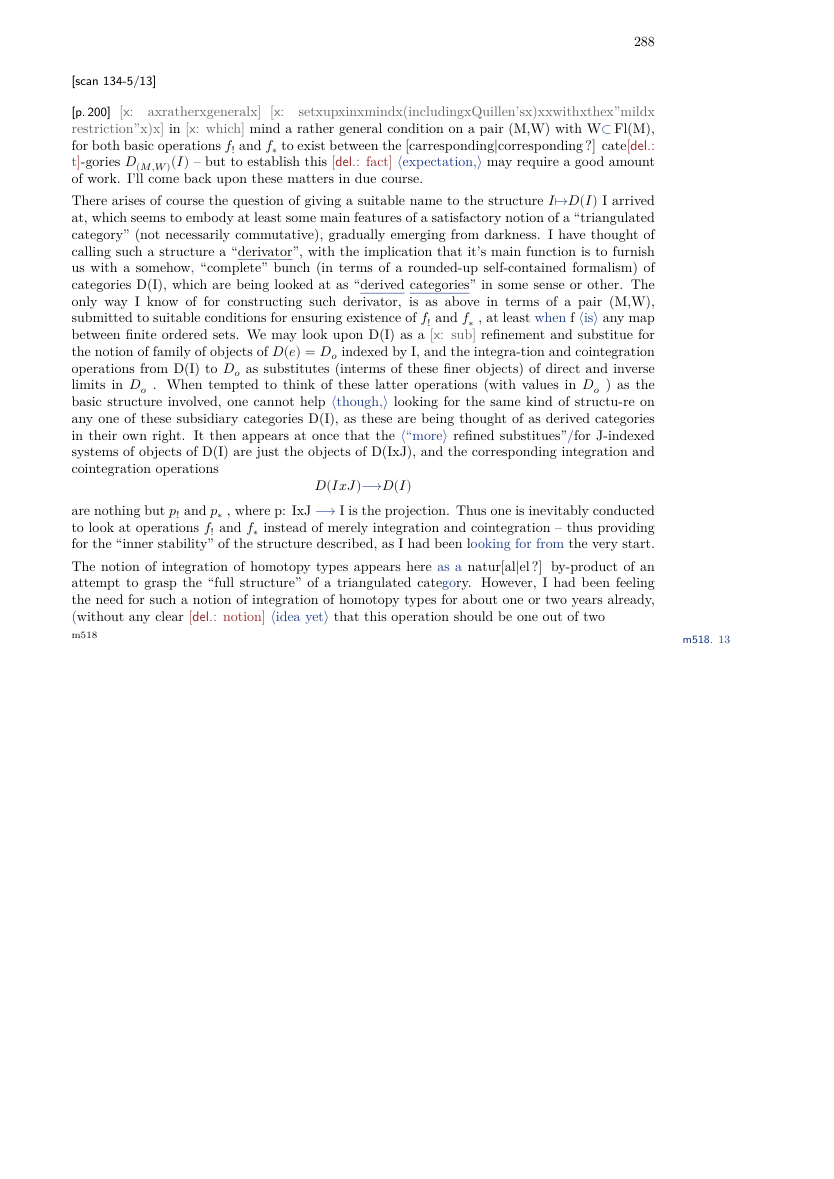 288
[scan 134-5/13]
[p. 200] [x: axratherxgeneralx] [x: setxupxinxmindx(includingxQuillen'sx)xxwithxthex”mildx
restriction”x)x] in [x: which] mind a rather general condition on a pair (M,W) with W⊂Fl(M),
for both basic operations f! and f* to exist between the [carresponding|corresponding ?] cate[del.:
t]-gories D(M,W)(I) – but to establish this [del.: fact] ⟨expectation,⟩ may require a good amount
of work. I'll come back upon these matters in due course.
There arises of course the question of giving a suitable name to the structure I↦D(I) I arrived
at, which seems to embody at least some main features of a satisfactory notion of a “triangulated
category” (not necessarily commutative), gradually emerging from darkness. I have thought of
calling such a structure a “derivator”, with the implication that it's main function is to furnish
us with a somehow, “complete” bunch (in terms of a rounded-up self-contained formalism) of
categories D(I), which are being looked at as “derived categories” in some sense or other. The
only way I know of for constructing such derivator, is as above in terms of a pair (M,W),
submitted to suitable conditions for ensuring existence of f! and f* , at least when f ⟨is⟩ any map
between finite ordered sets. We may look upon D(I) as a [x: sub] refinement and substitue for
the notion of family of objects of D(e) = Do indexed by I, and the integra-tion and cointegration
operations from D(I) to Do as substitutes (interms of these finer objects) of direct and inverse
limits in Do . When tempted to think of these latter operations (with values in Do ) as the
basic structure involved, one cannot help ⟨though,⟩ looking for the same kind of structu-re on
any one of these subsidiary categories D(I), as these are being thought of as derived categories
in their own right. It then appears at once that the ⟨“more⟩ refined substitues”/for J-indexed
systems of objects of D(I) are just the objects of D(IxJ), and the corresponding integration and
cointegration operations
D(IxJ)⟶D(I)
are nothing but p! and p* , where p: IxJ ⟶ I is the projection. Thus one is inevitably conducted
to look at operations f! and f* instead of merely integration and cointegration – thus providing
for the “inner stability” of the structure described, as I had been looking for from the very start.
The notion of integration of homotopy types appears here as a natur[al|el ?] by-product of an
attempt to grasp the “full structure” of a triangulated category. However, I had been feeling
the need for such a notion of integration of homotopy types for about one or two years already,
(without any clear [del.: notion] ⟨idea yet⟩ that this operation should be one out of two
m518
m518. 13